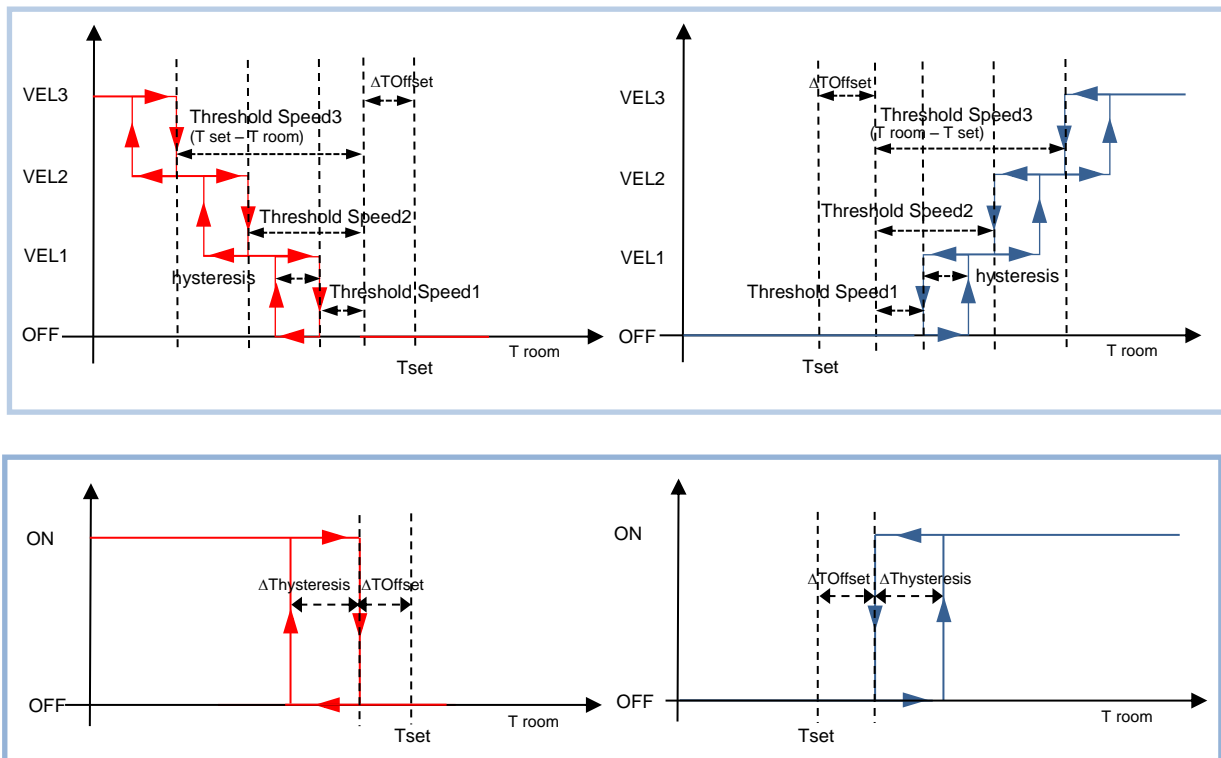 VEL3
VEL2
VEL1
OFF
ΔTOffset
Threshold Speed3
(T set – T room)
Threshold Speed2
hysteresis
Threshold Speed1
T room
Tset
VEL3
VEL2
VEL1
OFF
ΔTOffset
Threshold Speed3
(T room – T set)
Threshold Speed2
hysteresis
Threshold Speed1
T room
Tset
ON
OFF
ΔThysteresis
ΔTOffset
T room
Tset
ON
OFF
ΔTOffset
ΔThysteresis
T room
Tset